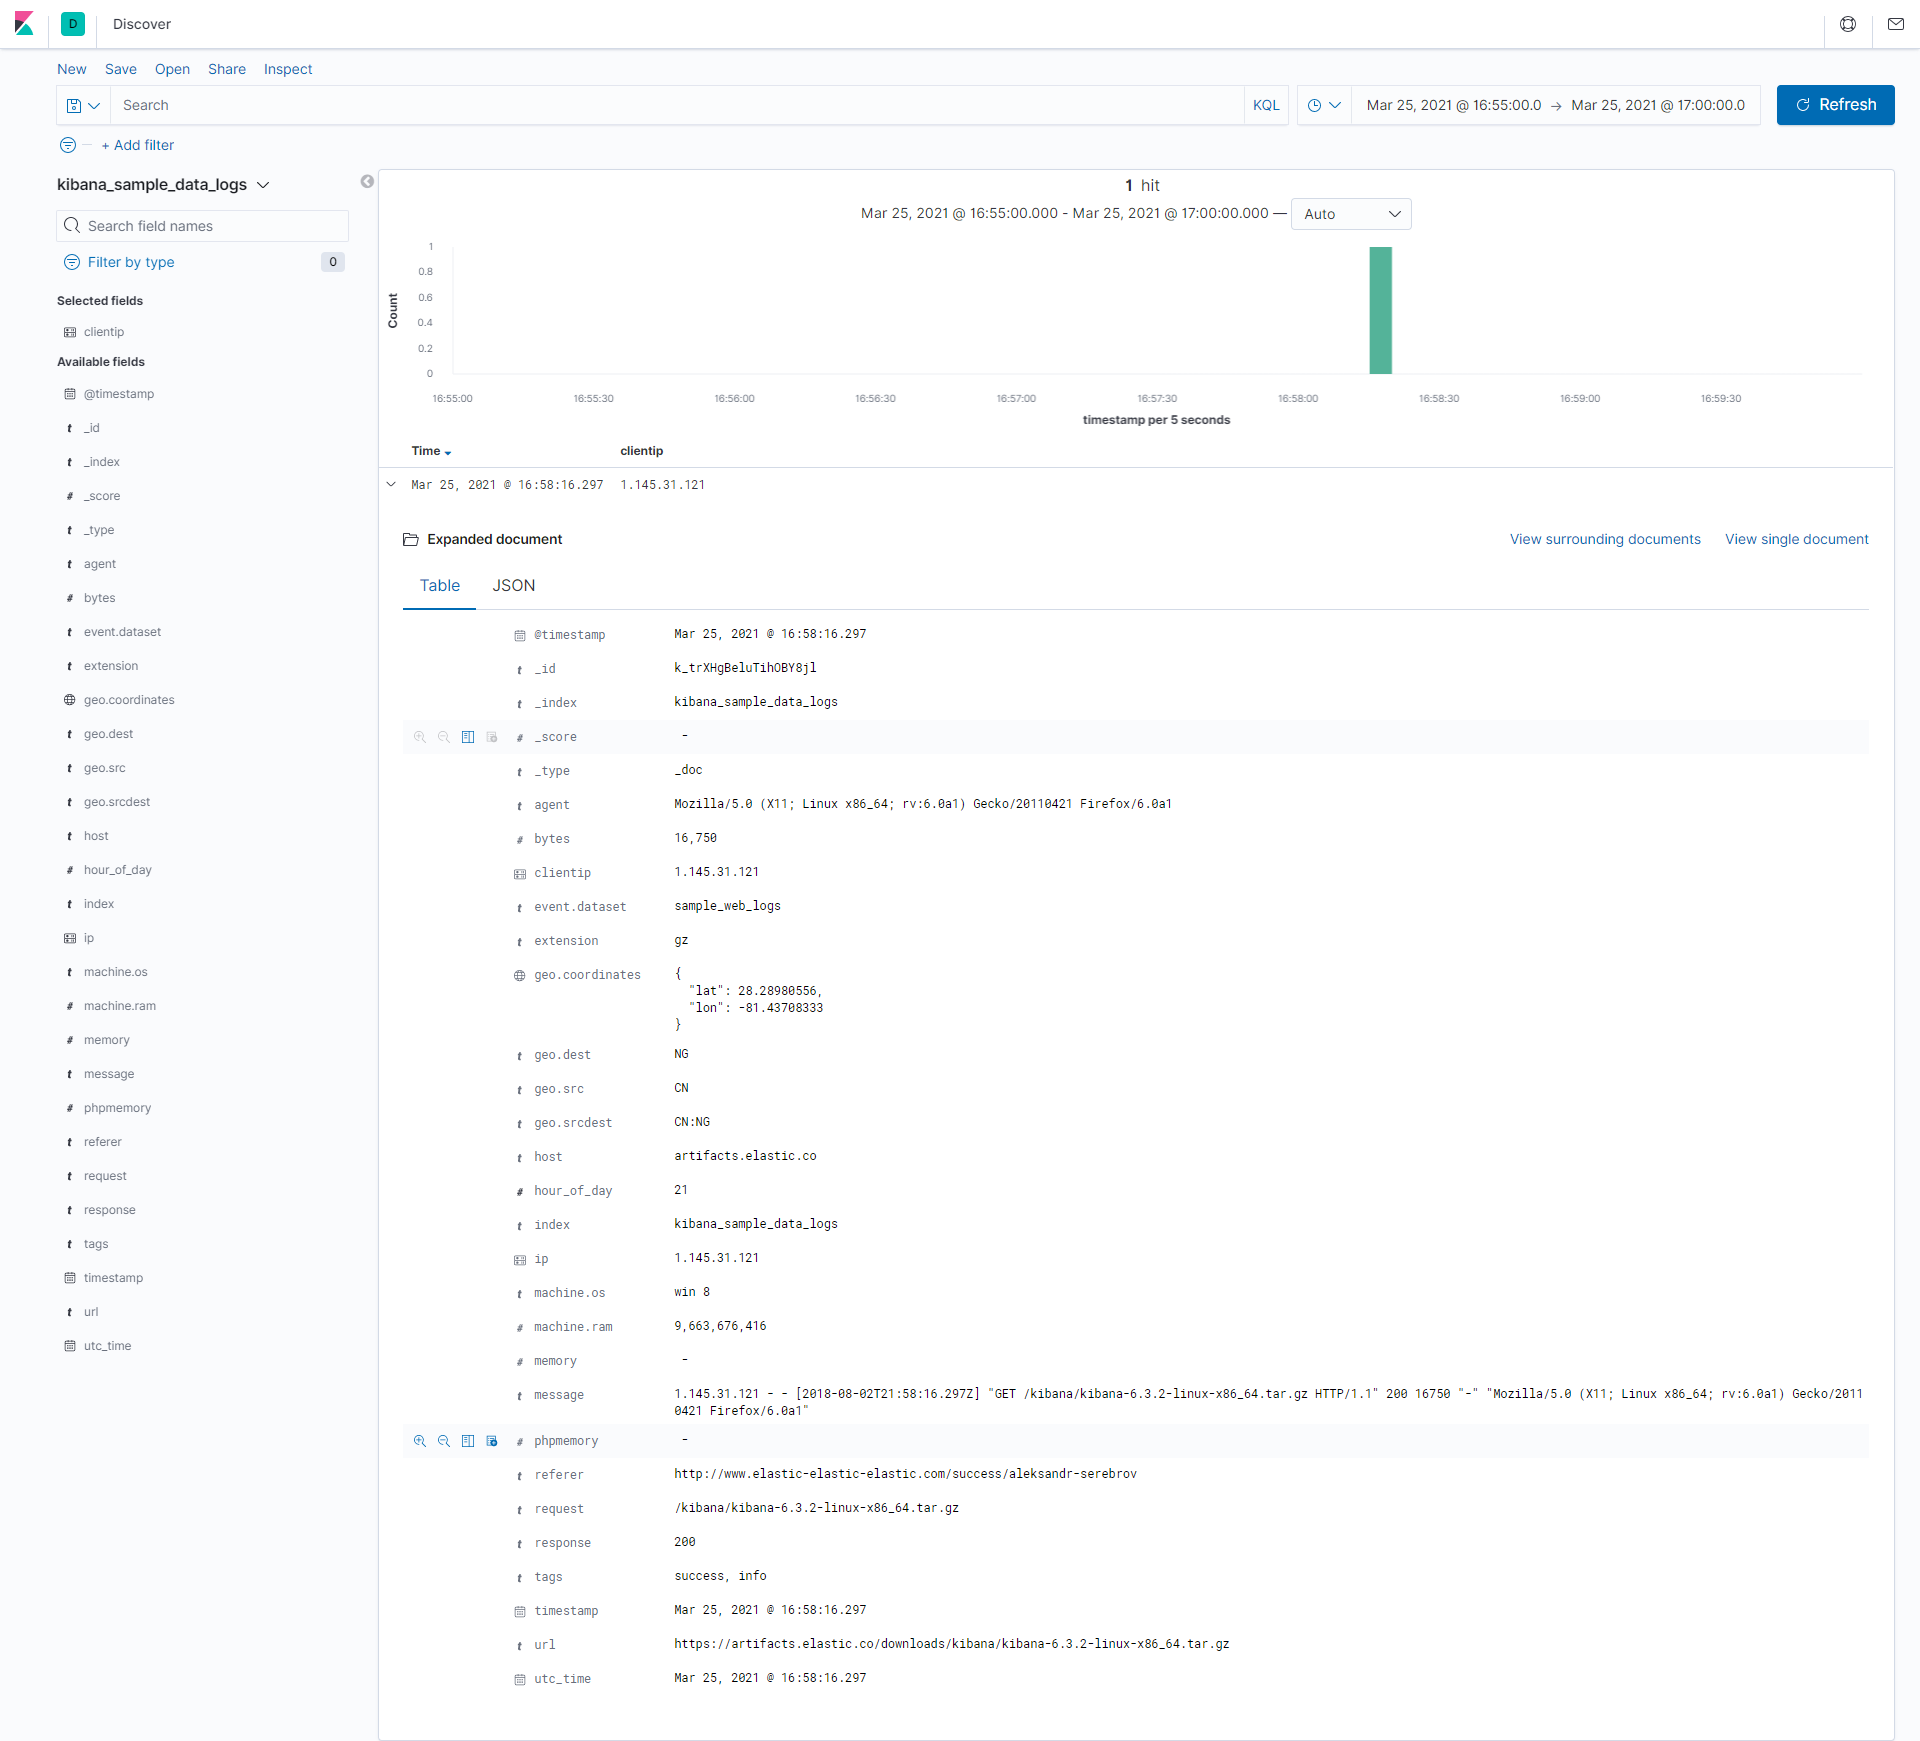 D Discover
New Save Open Share Inspect
Search KQL Mar 25, 2021 @ 16:55:00.0 → Mar 25, 2021 @ 17:00:00.0 Refresh
+ Add filter
kibana_sample_data_logs
Search field names
Filter by type 0
Selected fields
clientip
Available fields
@timestamp
t _id
t _index
# _score
t _type
t agent
# bytes
t event.dataset
t extension
geo.coordinates
t geo.dest
t geo.src
t geo.srcdest
t host
# hour_of_day
t index
ip
t machine.os
# machine.ram
# memory
t message
# phpmemory
t referer
t request
t response
t tags
timestamp
t url
utc_time
1 hit
Mar 25, 2021 @ 16:55:00.000 - Mar 25, 2021 @ 17:00:00.000 — Auto
Count
1
0.8
0.6
0.4
0.2
0
16:55:00 16:55:30 16:56:00 16:56:30 16:57:00 16:57:30 16:58:00 16:58:30 16:59:00 16:59:30
timestamp per 5 seconds
Time clientip
Mar 25, 2021 @ 16:58:16.297 1.145.31.121
Expanded document View surrounding documents View single document
Table JSON
@timestamp Mar 25, 2021 @ 16:58:16.297
t _id k_trXHgBeluTihOBY8jl
t _index kibana_sample_data_logs
# _score -
t _type _doc
t agent Mozilla/5.0 (X11; Linux x86_64; rv:6.0a1) Gecko/20110421 Firefox/6.0a1
# bytes 16,750
clientip 1.145.31.121
t event.dataset sample_web_logs
t extension gz
geo.coordinates {
"lat": 28.28980556,
"lon": -81.43708333
}
t geo.dest NG
t geo.src CN
t geo.srcdest CN:NG
t host artifacts.elastic.co
# hour_of_day 21
t index kibana_sample_data_logs
ip 1.145.31.121
t machine.os win 8
# machine.ram 9,663,676,416
# memory -
t message 1.145.31.121 - - [2018-08-02T21:58:16.297Z] "GET /kibana/kibana-6.3.2-linux-x86_64.tar.gz HTTP/1.1" 200 16750 "-" "Mozilla/5.0 (X11; Linux x86_64; rv:6.0a1) Gecko/2011
0421 Firefox/6.0a1"
# phpmemory -
t referer http://www.elastic-elastic-elastic.com/success/aleksandr-serebrov
t request /kibana/kibana-6.3.2-linux-x86_64.tar.gz
t response 200
t tags success, info
timestamp Mar 25, 2021 @ 16:58:16.297
t url https://artifacts.elastic.co/downloads/kibana/kibana-6.3.2-linux-x86_64.tar.gz
utc_time Mar 25, 2021 @ 16:58:16.297